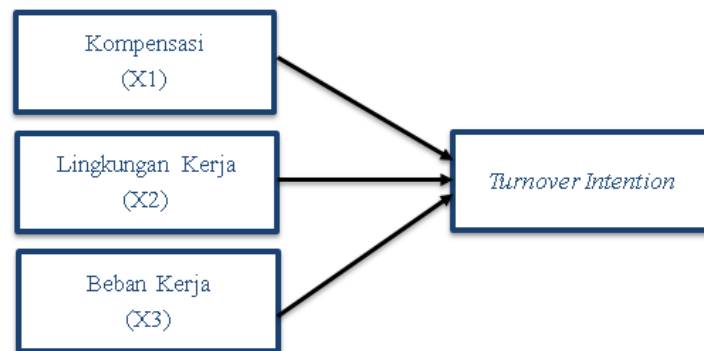 Kompensasi
(X1)
Lingkungan Kerja
(X2)
Turnover Intention
Beban Kerja
(X3)